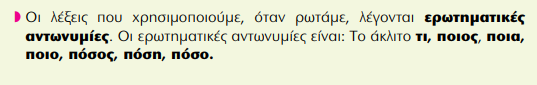 Οι λέξεις που χρησιμοποιούμε, όταν ρωτάμε, λέγονται ερωτηματικές
αντωνυμίες. Οι ερωτηματικές αντωνυμίες είναι: Το άκλιτο τι, ποιος, ποια,
ποιο, πόσος, πόση, πόσο.